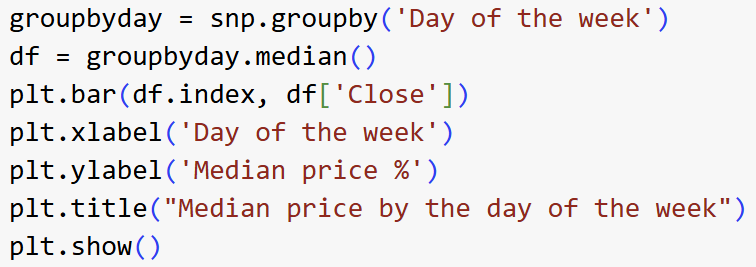 groupbyday = snp.groupby('Day of the week')
df = groupbyday.median()
plt.bar(df.index, df['Close'])
plt.xlabel('Day of the week')
plt.ylabel('Median price %')
plt.title("Median price by the day of the week")
plt.show()